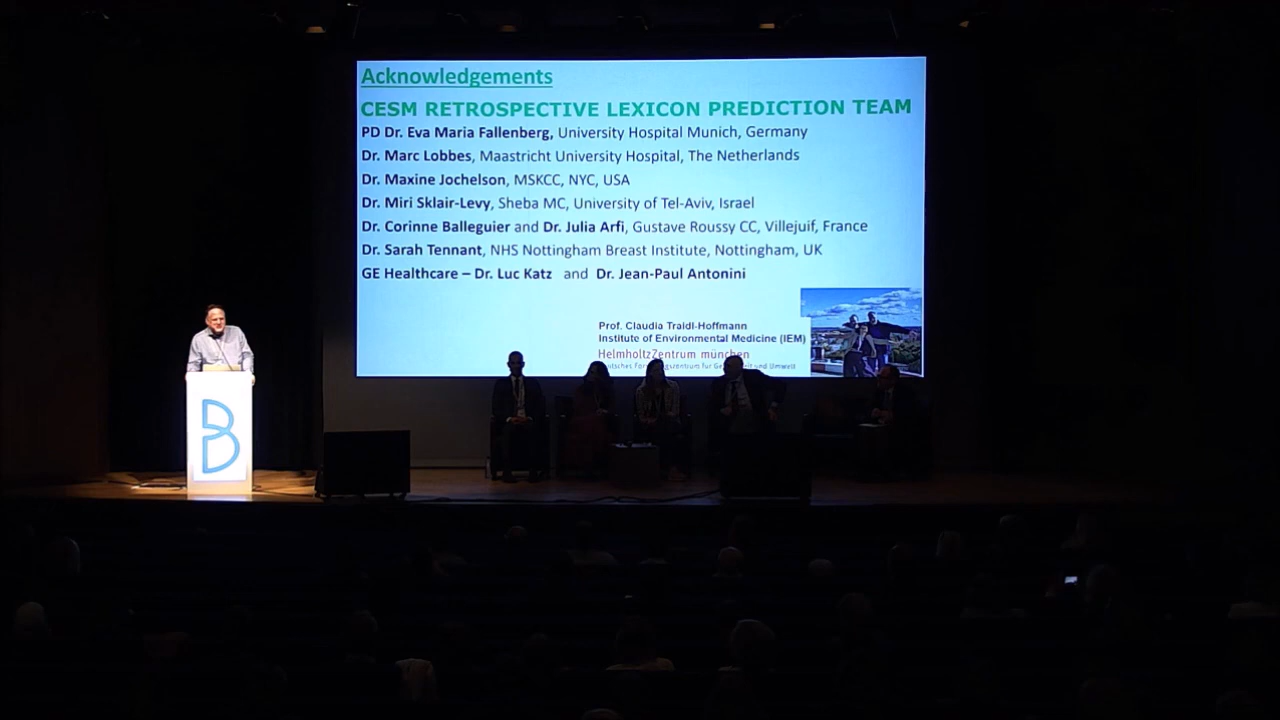 Acknowledgements
CESM RETROSPECTIVE LEXICON PREDICTION TEAM
PD Dr. Eva Maria Fallenberg, University Hospital Munich, Germany
Dr. Marc Lobbes, Maastricht University Hospital, The Netherlands
Dr. Maxine Jochelson, MSKCC, NYC, USA
Dr. Miri Sklair-Levy, Sheba MC, University of Tel-Aviv, Israel
Dr. Corinne Balleguier and Dr. Julia Arfi, Gustave Roussy CC, Villejuif, France
Dr. Sarah Tennant, NHS Nottingham Breast Institute, Nottingham, UK
GE Healthcare – Dr. Luc Katz and Dr. Jean-Paul Antonini
Prof. Claudia Traidl-Hoffmann
Institute of Environmental Medicine (IEM)
HelmholtzZentrum münchen
und Umwelt
B